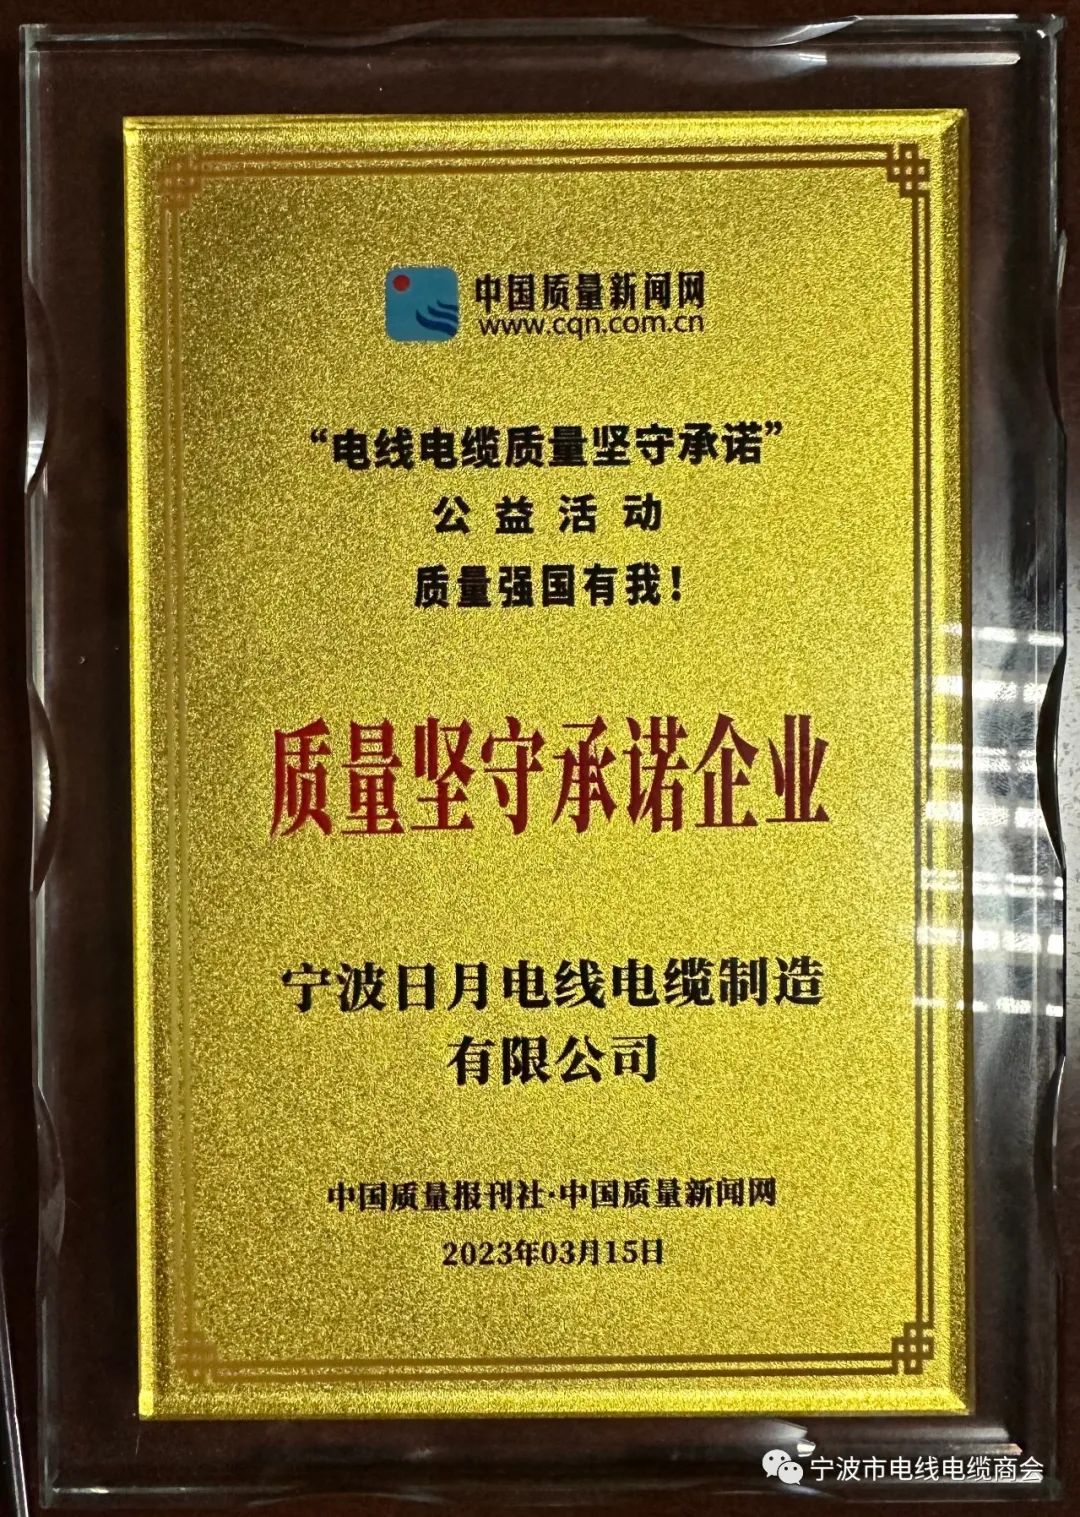 中国质量新闻网
www.cqn.com.cn
“电线电缆质量坚守承诺”
公益活动
质量强国有我！
质量坚守承诺企业
宁波日月电线电缆制造
有限公司
中国质量报刊社·中国质量新闻网
2023年03月15日
宁波市电线电缆商会